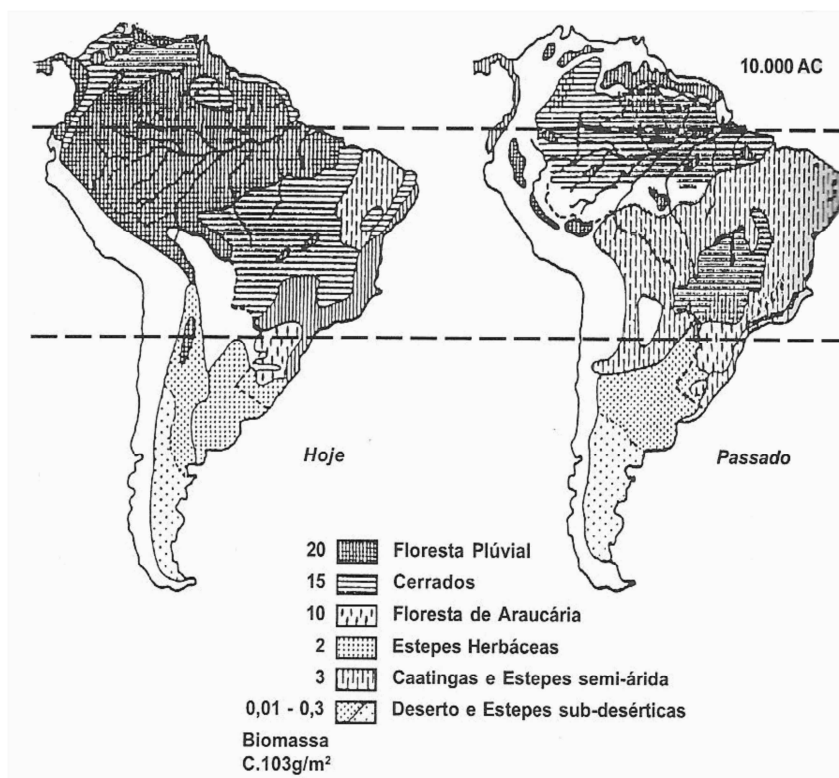 10.000 AC
Hoje
Passado
20 Floresta Plúvial
15 Cerrados
10 Floresta de Araucária
2 Estepes Herbáceas
3 Caatingas e Estepes semi-árida
0,01 - 0,3 Deserto e Estepes sub-desérticas
Biomassa
C.103g/m²